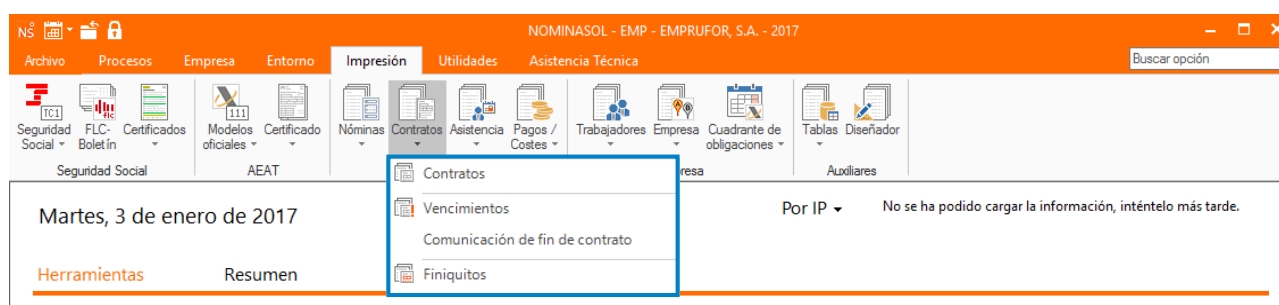 NS
NOMINASOL - EMP - EMPRUFOR, S.A. - 2017
Archivo Procesos Empresa Entorno Impresión Utilidades Asistencia Técnica Buscar opción
TC1 flc 111
Seguridad Social FLC- Boletín Certificados Modelos oficiales Certificado Nóminas Contratos Asistencia Pagos / Costes Trabajadores Empresa Cuadrante de obligaciones Tablas Diseñador
Seguridad Social AEAT resa Auxiliares
Contratos
Vencimientos
Comunicación de fin de contrato
Finiquitos
Martes, 3 de enero de 2017 Por IP No se ha podido cargar la información, inténtelo más tarde.
Herramientas Resumen